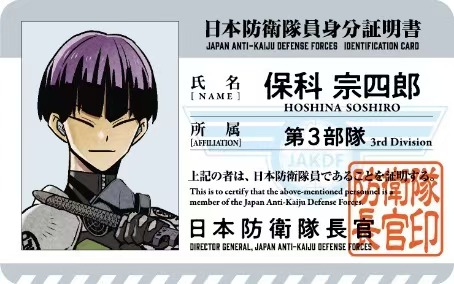 日本防衛隊員身分証明書
JAPAN ANTI-KAIJU DEFENSE FORCES IDENTIFICATION CARD
氏名 保科 宗四郎
[NAME] HOSHINA SOSHIRO
所属 第3部隊 3rd Division
[AFFILIATION]
JAKDF
上記の者は、日本防衛隊員であることを証明する。
This is to certify that the above-mentioned personnel is a
member of the Japan Anti-Kaiju Defense Forces.
日本防衛隊長官
DIRECTOR GENERAL, JAPAN ANTI-KAIJU DEFENSE FORCES
防衛隊
長官印